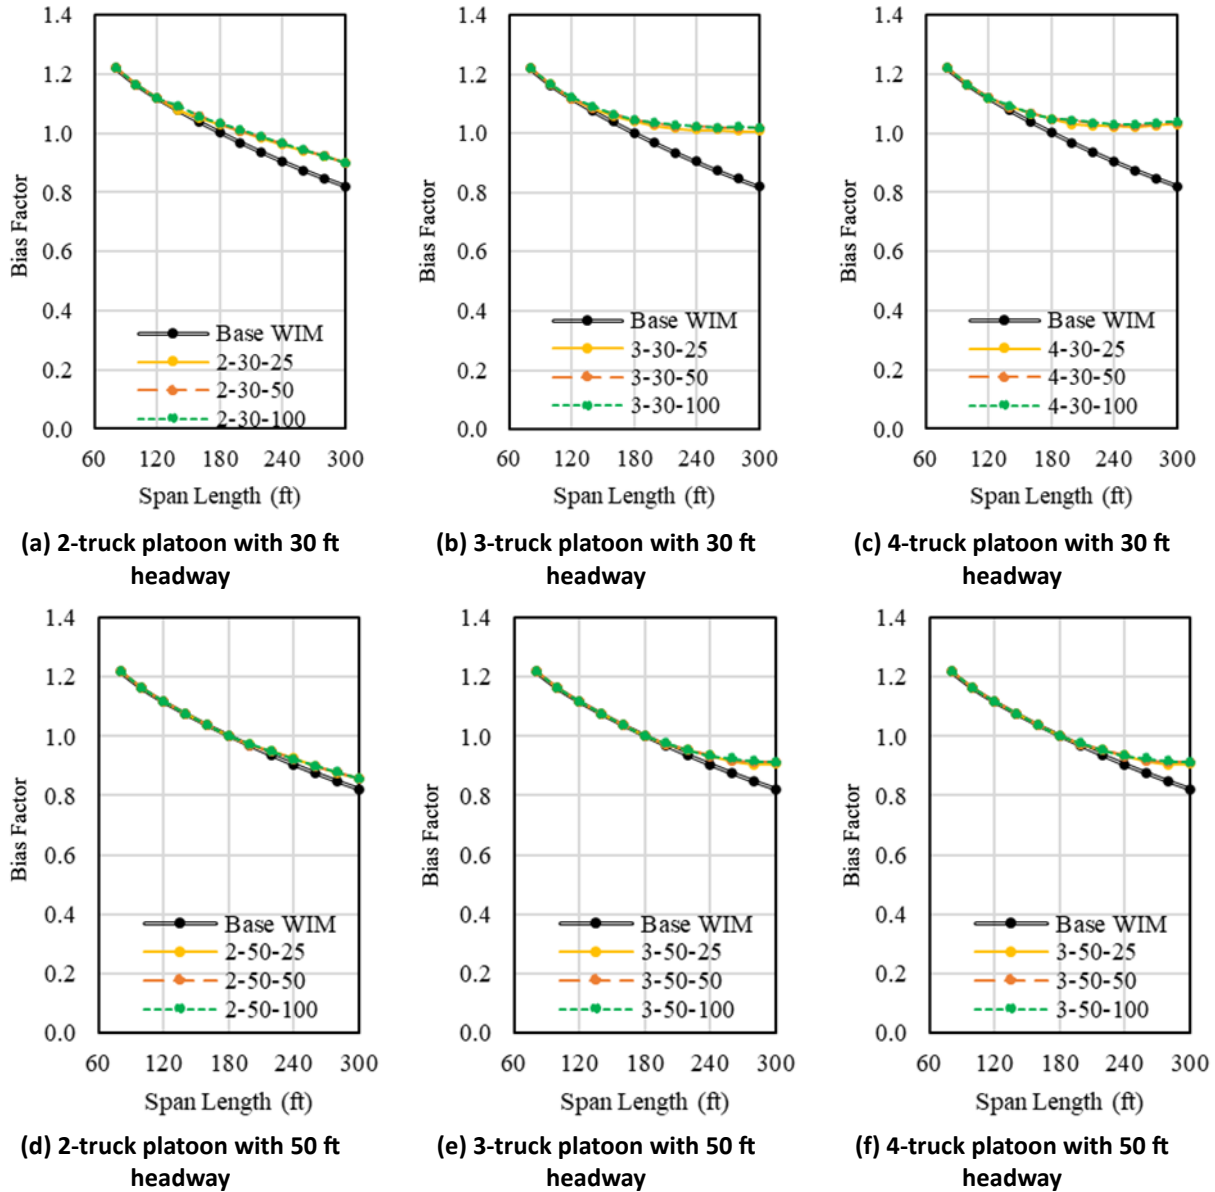 1.4
1.2
1.0
0.8
0.6
0.4
0.2
0.0
Bias Factor
Base WIM
2-30-25
2-30-50
2-30-100
60 120 180 240 300
Span Length (ft)
(a) 2-truck platoon with 30 ft
headway
1.4
1.2
1.0
0.8
0.6
0.4
0.2
0.0
Bias Factor
Base WIM
3-30-25
3-30-50
3-30-100
60 120 180 240 300
Span Length (ft)
(b) 3-truck platoon with 30 ft
headway
1.4
1.2
1.0
0.8
0.6
0.4
0.2
0.0
Bias Factor
Base WIM
4-30-25
4-30-50
4-30-100
60 120 180 240 300
Span Length (ft)
(c) 4-truck platoon with 30 ft
headway
1.4
1.2
1.0
0.8
0.6
0.4
0.2
0.0
Bias Factor
Base WIM
2-50-25
2-50-50
2-50-100
60 120 180 240 300
Span Length (ft)
(d) 2-truck platoon with 50 ft
headway
1.4
1.2
1.0
0.8
0.6
0.4
0.2
0.0
Bias Factor
Base WIM
3-50-25
3-50-50
3-50-100
60 120 180 240 300
Span Length (ft)
(e) 3-truck platoon with 50 ft
headway
1.4
1.2
1.0
0.8
0.6
0.4
0.2
0.0
Bias Factor
Base WIM
3-50-25
3-50-50
3-50-100
60 120 180 240 300
Span Length (ft)
(f) 4-truck platoon with 50 ft
headway